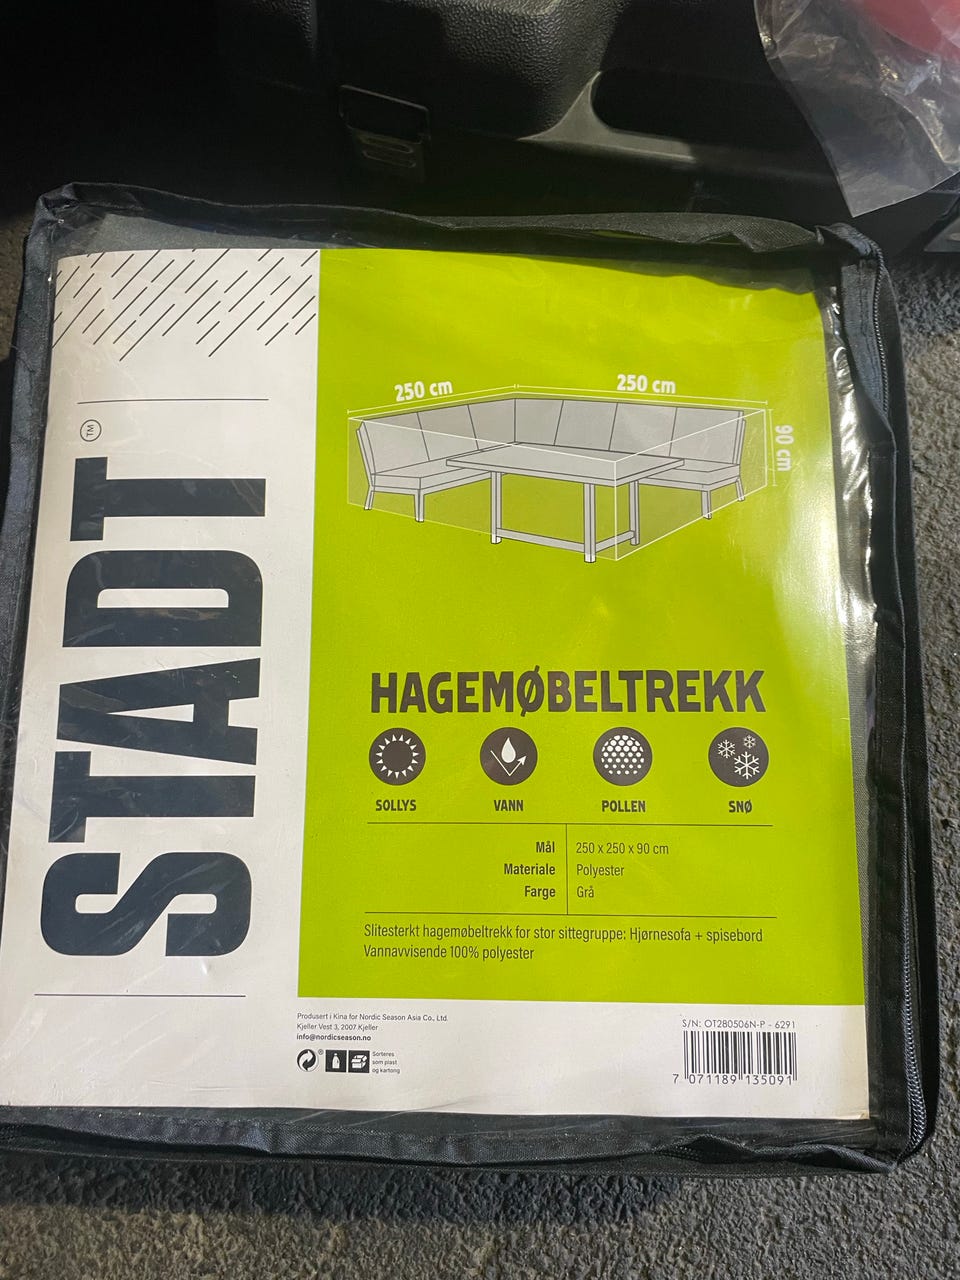 STADT
TM
250 cm
250 cm
90 cm
HAGEMØBELTREKK
SOLLYS
VANN
POLLEN
SNØ
Mål 250 x 250 x 90 cm
Materiale Polyester
Farge Grå
Slitesterkt hagemøbeltrekk for stor sittegruppe: Hjørnesofa + spisebord
Vannavvisende 100% polyester
Produsert i Kina for Nordic Season Asia Co., Ltd.
Kjeller Vest 3, 2007 Kjeller
info@nordicseason.no
Sorteres
som plast
og kartong
S/N: OT280506N-P - 6291
7 071189 135091